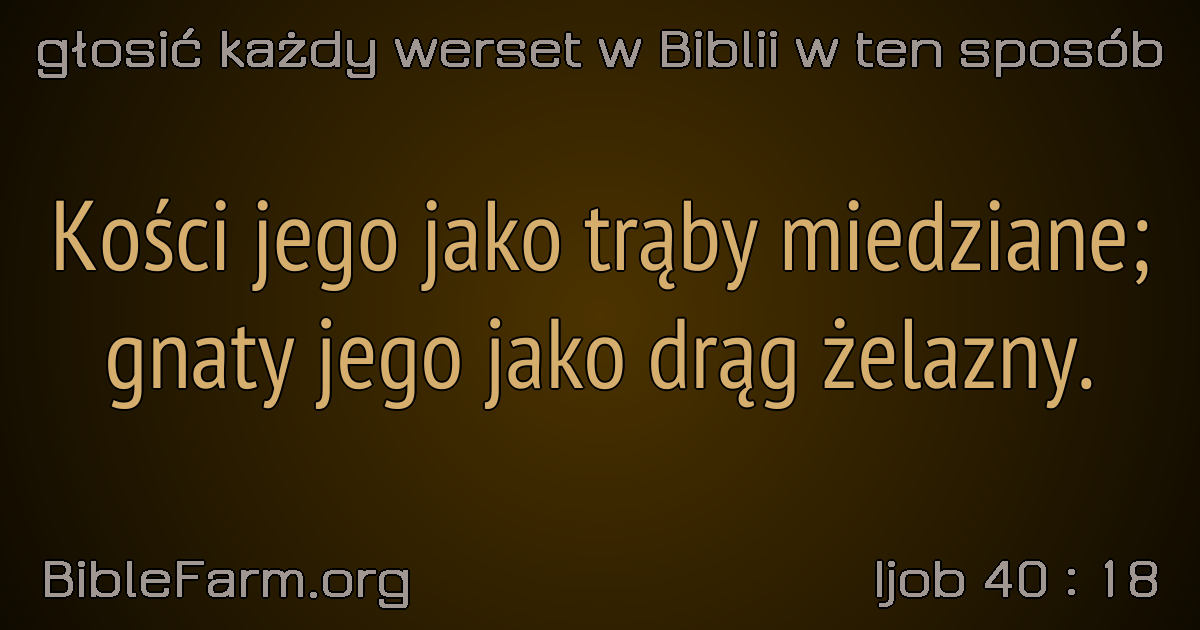 głosić każdy werset w Biblii w ten sposób
Kości jego jako trąby miedziane;
gnaty jego jako drąg żelazny.
BibleFarm.org
Ijob 40 : 18